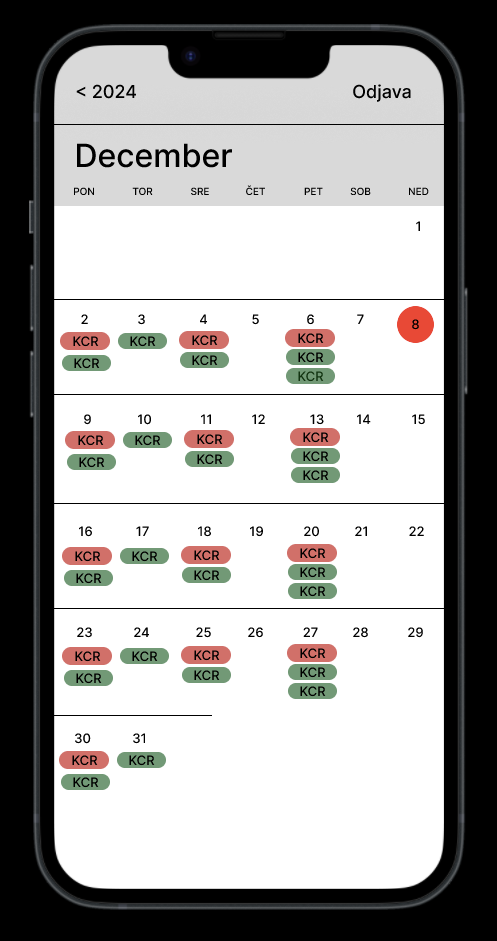 < 2024 Odjava
December
PON TOR SRE ČET PET SOB NED
1
2 3 4 5 6 7 8
KCR KCR KCR KCR
KCR KCR KCR
KCR
9 10 11 12 13 14 15
KCR KCR KCR KCR
KCR KCR KCR
KCR
16 17 18 19 20 21 22
KCR KCR KCR KCR
KCR KCR KCR
KCR
23 24 25 26 27 28 29
KCR KCR KCR KCR
KCR KCR KCR
KCR
30 31
KCR KCR
KCR